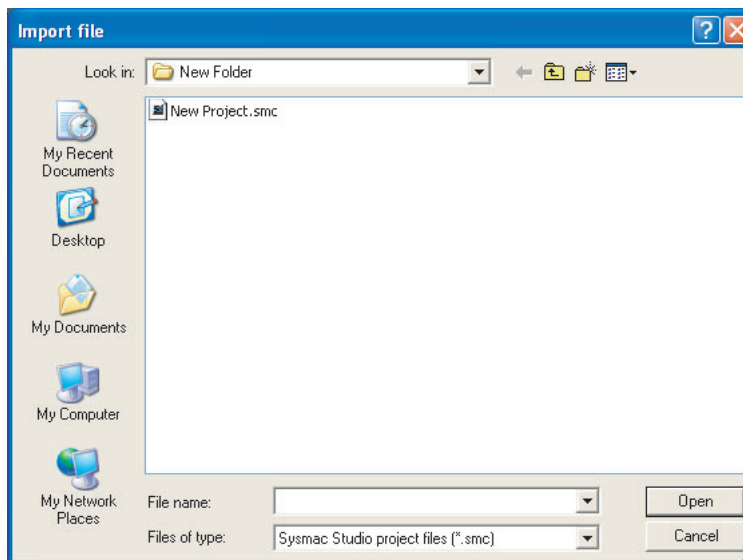 Import file
Look in: New Folder
New Project.smc
My Recent
Documents
Desktop
My Documents
My Computer
My Network
Places
File name:
Open
Files of type: Sysmac Studio project files (*.smc)
Cancel